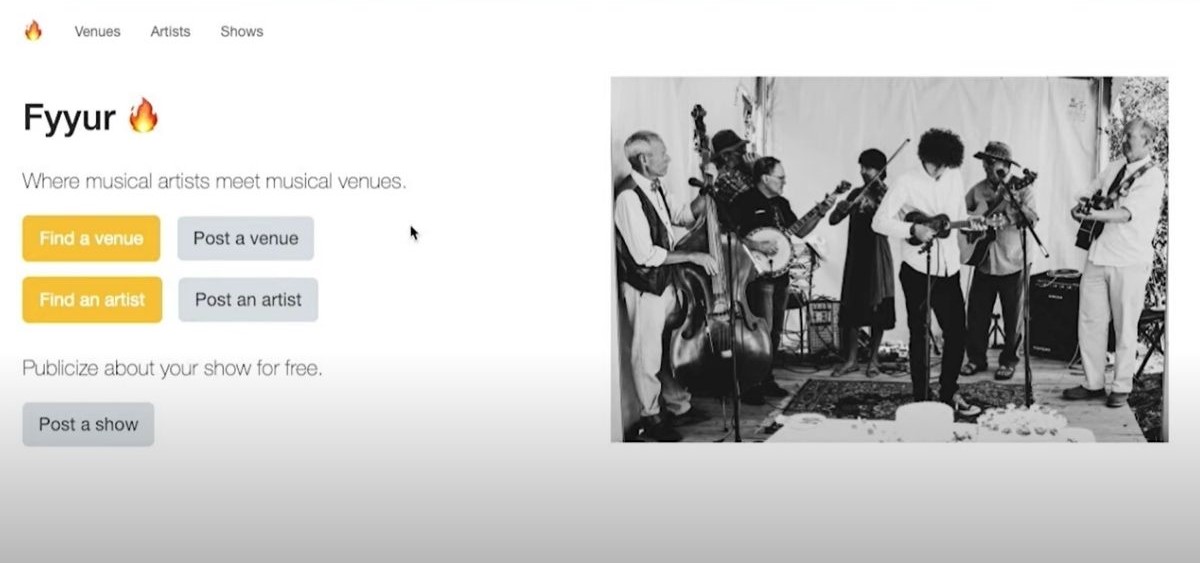 Venues Artists Shows
Fyyur 🔥
Where musical artists meet musical venues.
Find a venue Post a venue
Find an artist Post an artist
Publicize about your show for free.
Post a show